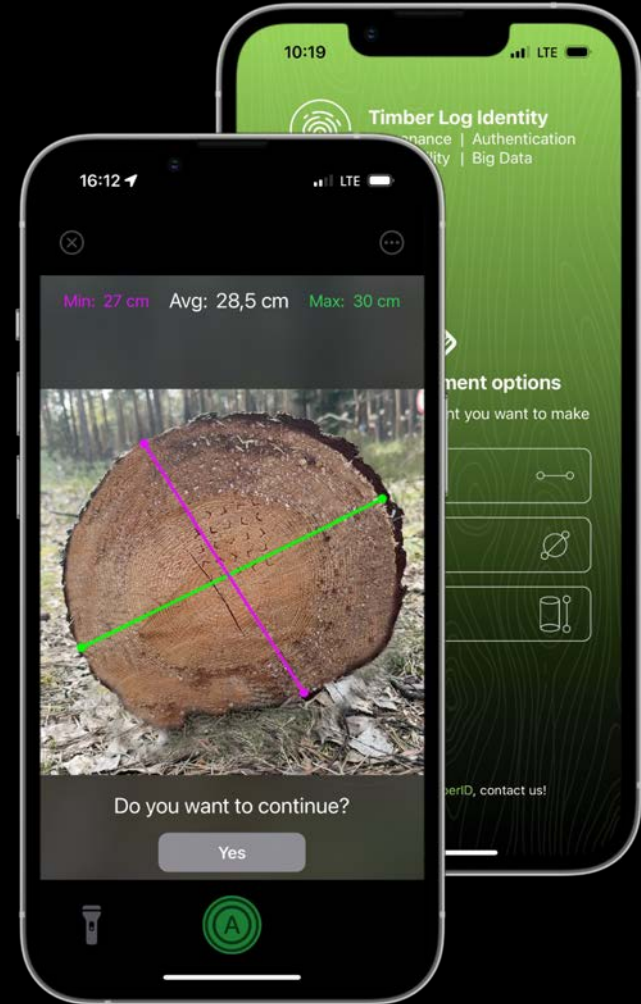 10:19
LTE
Timber Log Identity
| Authentication
| Big Data
16:12
LTE
Min: 27 cm Avg: 28,5 cm Max: 30 cm
options
you want to make
Do you want to continue?
Yes
A
, contact us!